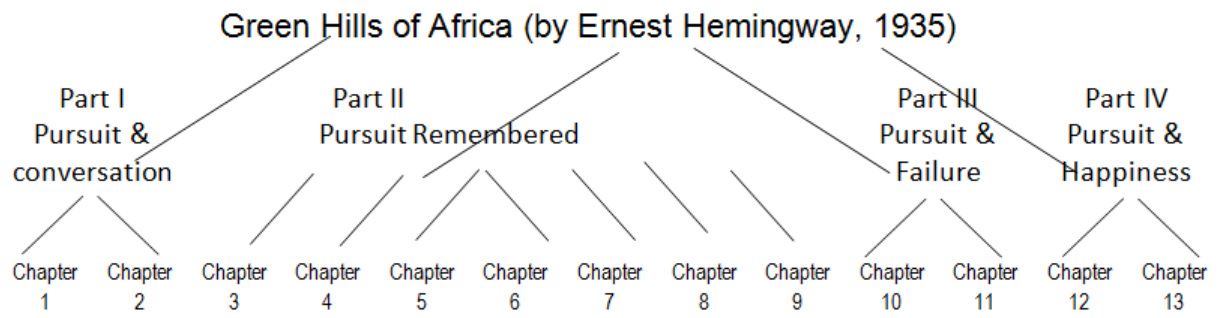 Green Hills of Africa (by Ernest Hemingway, 1935)
Part I
Pursuit &
conversation
Part II
Pursuit Remembered
Part III
Pursuit &
Failure
Part IV
Pursuit &
Happiness
Chapter
1
Chapter
2
Chapter
3
Chapter
4
Chapter
5
Chapter
6
Chapter
7
Chapter
8
Chapter
9
Chapter
10
Chapter
11
Chapter
12
Chapter
13